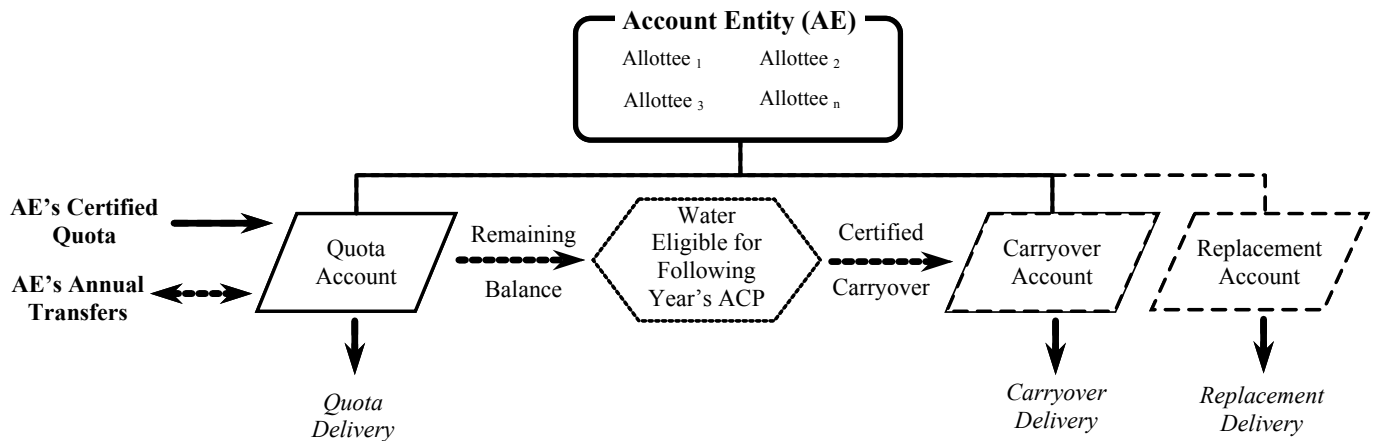 Account Entity (AE)
Allottee 1 Allottee 2
Allottee 3 Allottee n
AE's Certified
Quota
AE's Annual
Transfers
Quota
Account
Remaining
Balance
Water
Eligible for
Following
Year's ACP
Certified
Carryover
Carryover
Account
Replacement
Account
Quota
Delivery
Carryover
Delivery
Replacement
Delivery